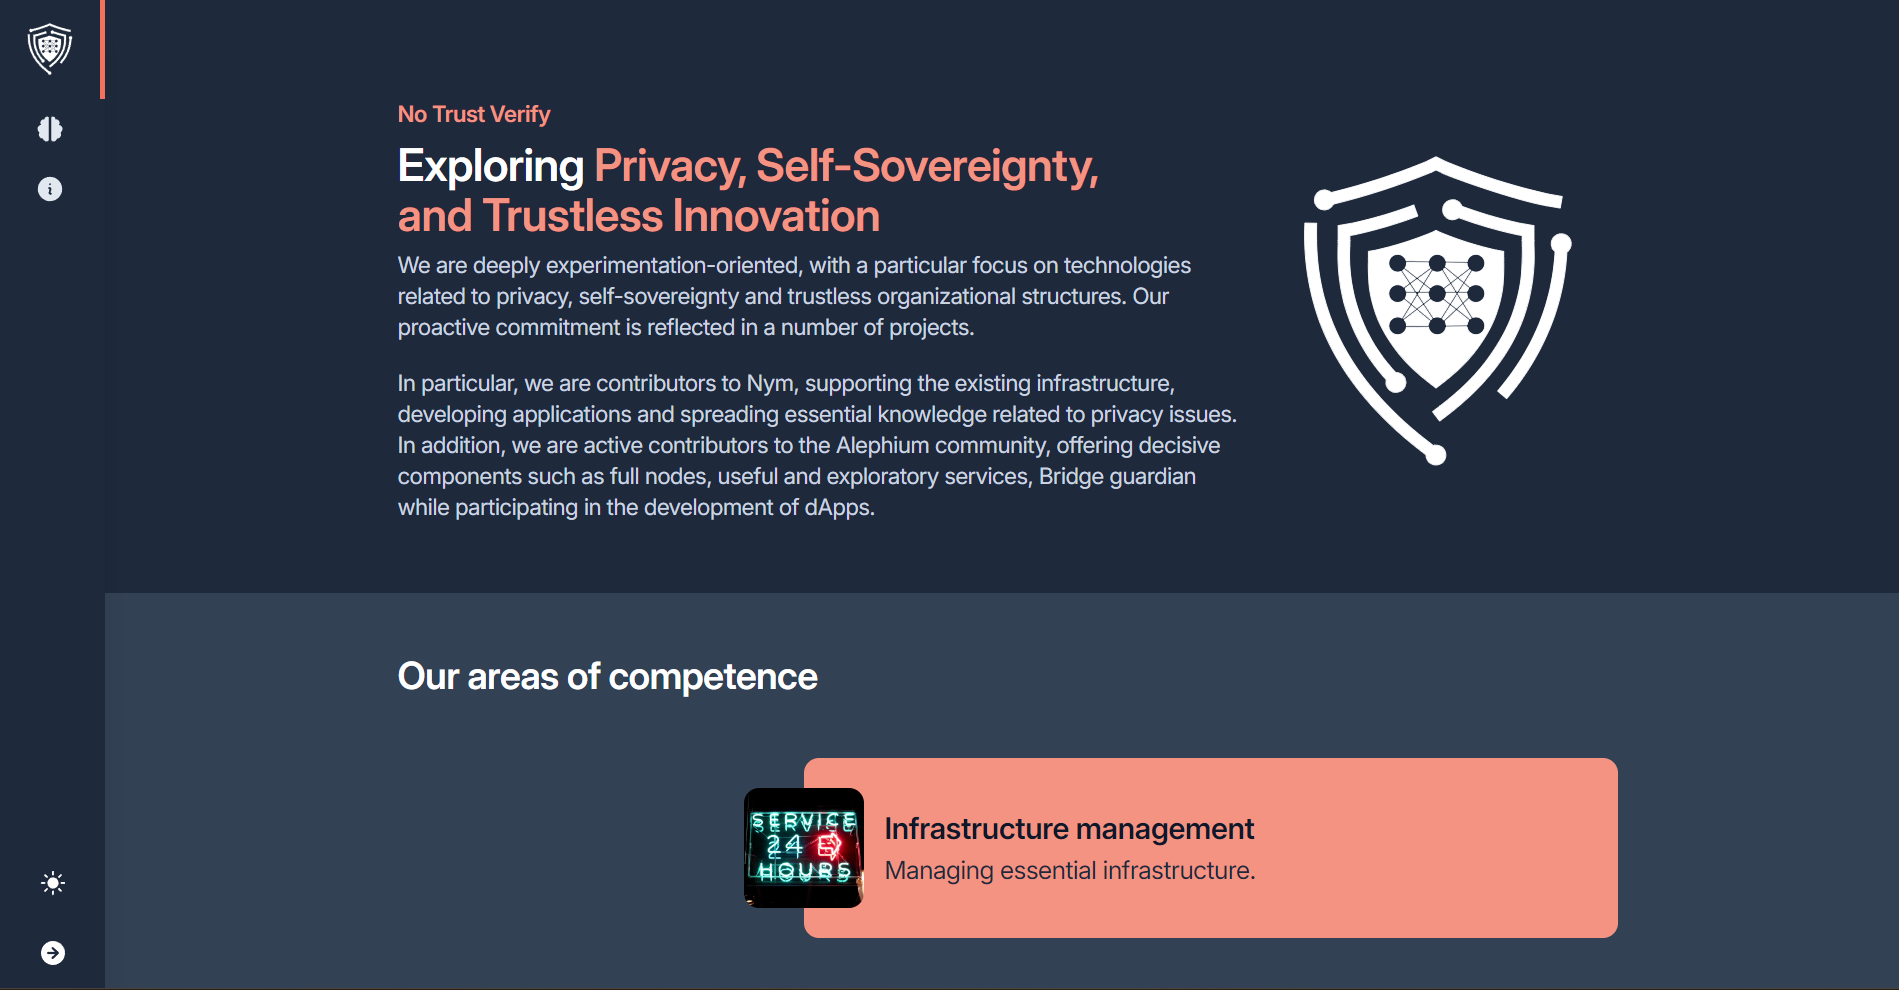 No Trust Verify
Exploring Privacy, Self-Sovereignty,
and Trustless Innovation
We are deeply experimentation-oriented, with a particular focus on technologies
related to privacy, self-sovereignty and trustless organizational structures. Our
proactive commitment is reflected in a number of projects.
In particular, we are contributors to Nym, supporting the existing infrastructure,
developing applications and spreading essential knowledge related to privacy issues.
In addition, we are active contributors to the Alephium community, offering decisive
components such as full nodes, useful and exploratory services, Bridge guardian
while participating in the development of dApps.
Our areas of competence
SERVICE
24
HOURS
Infrastructure management
Managing essential infrastructure.